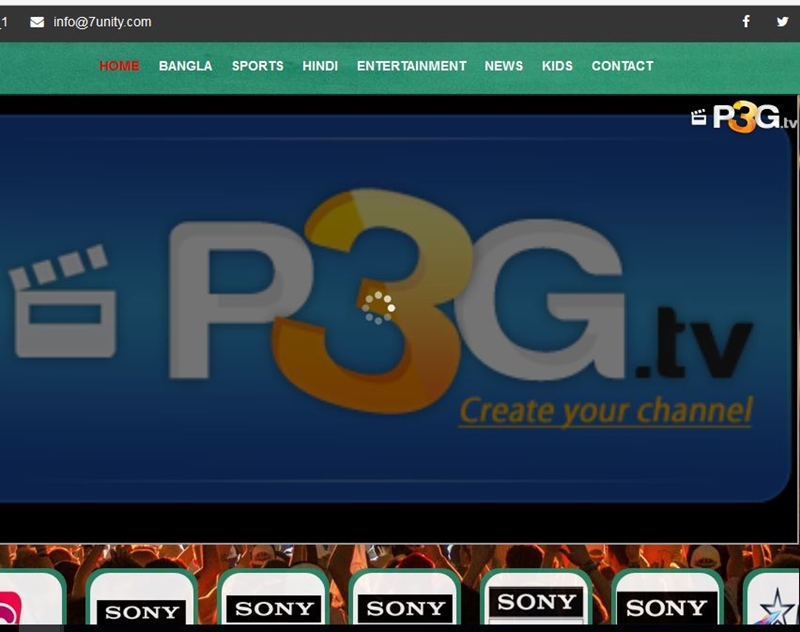 _1 info@7unity.com
HOME BANGLA SPORTS HINDI ENTERTAINMENT NEWS KIDS CONTACT
P3G.tv
P3G.tv
Create your channel
SONY SONY SONY SONY SONY